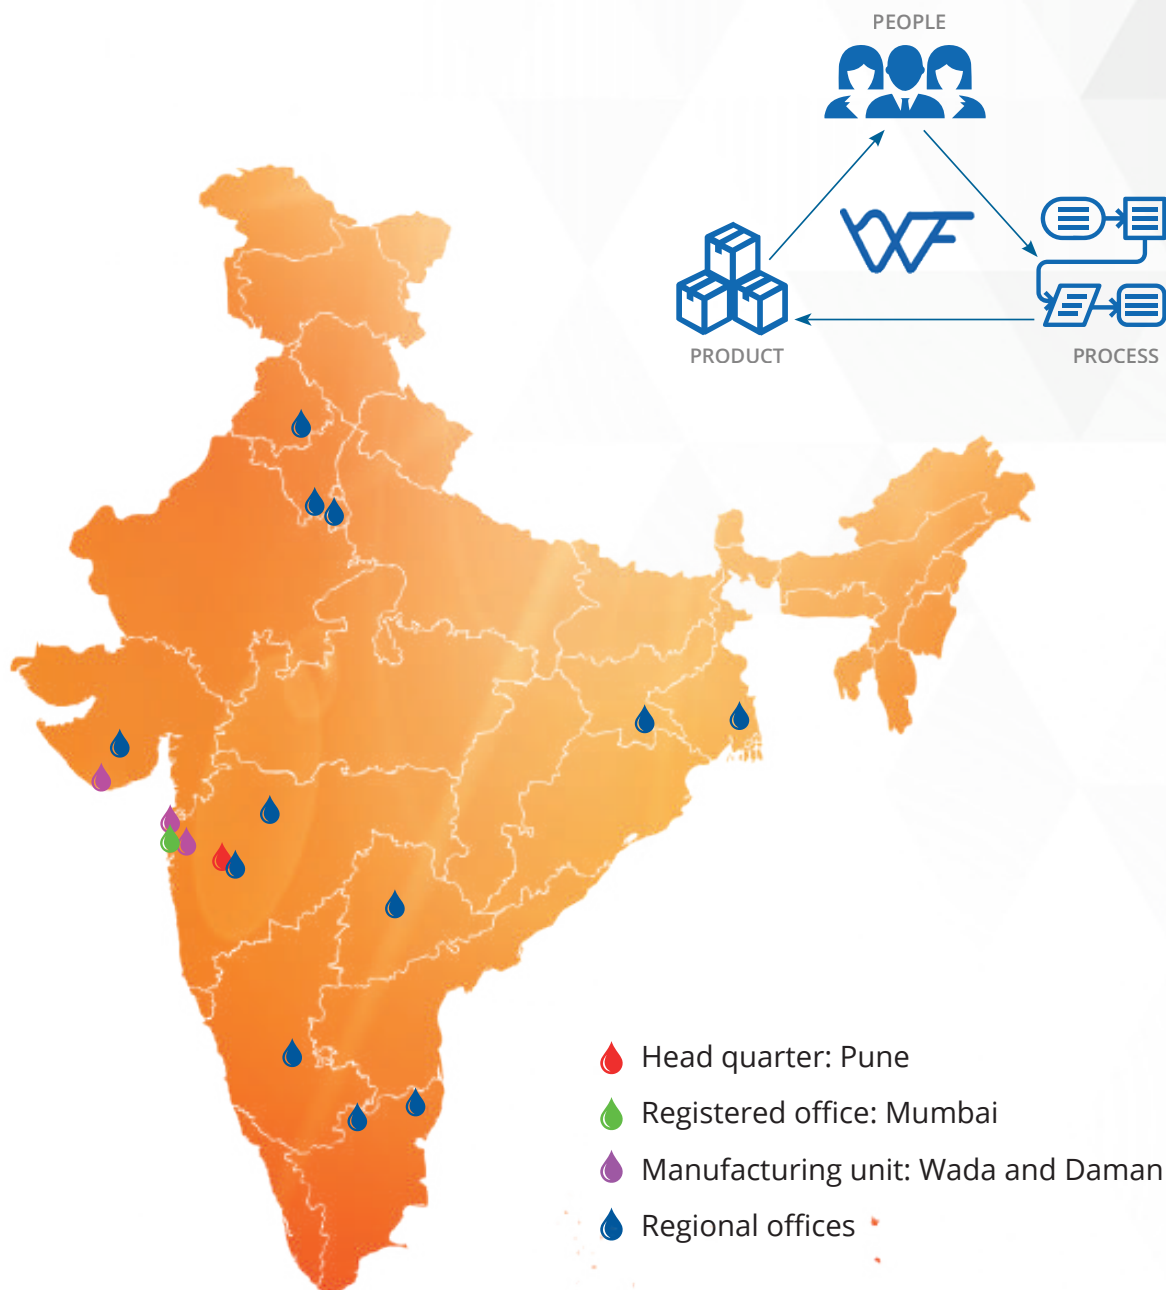 PEOPLE
PRODUCT
PROCESS
Head quarter: Pune
Registered office: Mumbai
Manufacturing unit: Wada and Daman
Regional offices